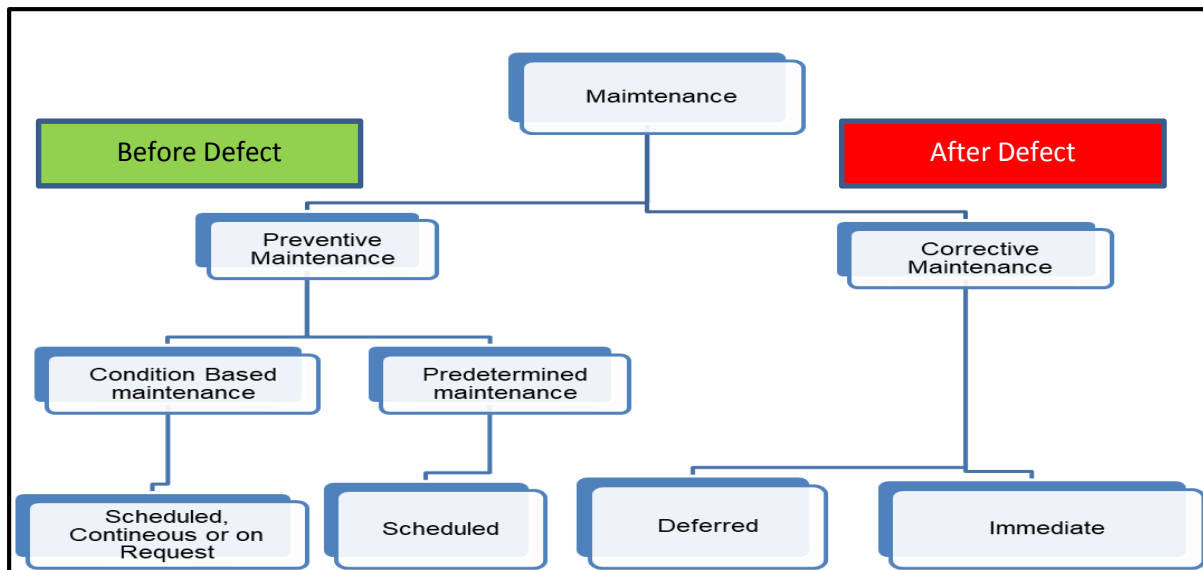 Maimtenance
Before Defect
After Defect
Preventive
Maintenance
Corrective
Maintenance
Condition Based
maintenance
Predetermined
maintenance
Scheduled,
Contineous or on
Request
Scheduled
Deferred
Immediate